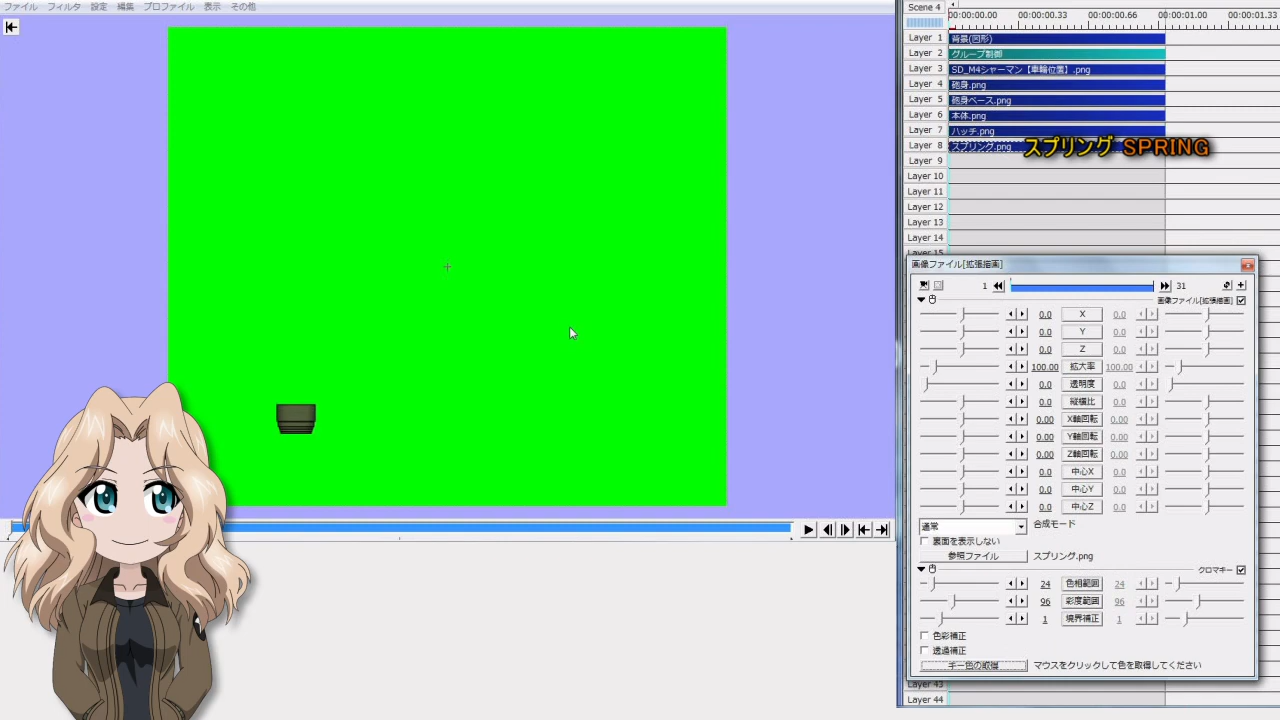 ファイル フィルタ 設定 編集 プロファイル 表示 その他
Scene 4
00:00:00.00 00:00:00.33 00:00:00.66 00:00:01.00 00:00:01.33
Layer 1 背景(図形)
Layer 2 グループ制御
Layer 3 SD_M4シャーマン【車輪位置】.png
Layer 4 砲身.png
Layer 5 砲身ベース.png
Layer 6 本体.png
Layer 7 ハッチ.png
Layer 8 スプリング.png
スプリング SPRING
Layer 9
Layer 10
Layer 11
Layer 12
Layer 13
Layer 14
Layer 15
画像ファイル[拡張描画]
1 31
画像ファイル[拡張描画]
0.0 X 0.0
0.0 Y 0.0
0.0 Z 0.0
100.00 拡大率 100.00
0.0 透明度 0.0
0.0 縦横比 0.0
0.00 X軸回転 0.00
0.00 Y軸回転 0.00
0.00 Z軸回転 0.00
0.0 中心X 0.0
0.0 中心Y 0.0
0.0 中心Z 0.0
通常 合成モード
裏面を表示しない
参照ファイル スプリング.png
クロマキー
24 色相範囲 24
96 彩度範囲 96
1 境界補正 1
色彩補正
透過補正
キー色の取得 マウスをクリックして色を取得してください
Layer 43
Layer 44